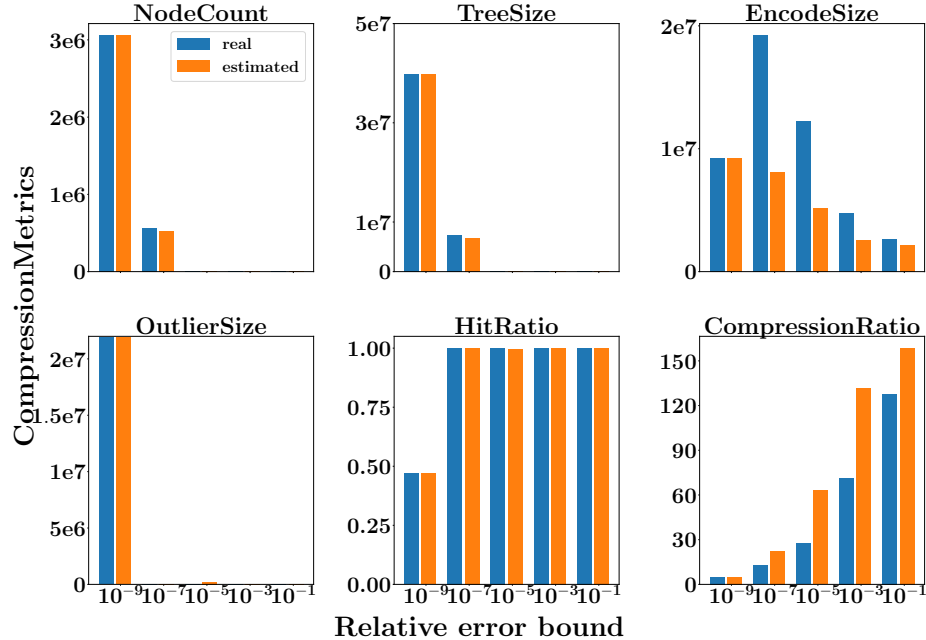 NodeCount
TreeSize
EncodeSize
3e6
2e6
1e6
0
real
estimated
5e7
3e7
1e7
0
2e7
1e7
0
CompressionMetrics
OutlierSize
HitRatio
CompressionRatio
2e7
1.5e7
1e7
5e6
0
1.00
0.75
0.50
0.25
0.00
150
120
90
60
30
0
10⁻⁹ 10⁻⁷ 10⁻⁵ 10⁻³ 10⁻¹
10⁻⁹ 10⁻⁷ 10⁻⁵ 10⁻³ 10⁻¹
10⁻⁹ 10⁻⁷ 10⁻⁵ 10⁻³ 10⁻¹
Relative error bound